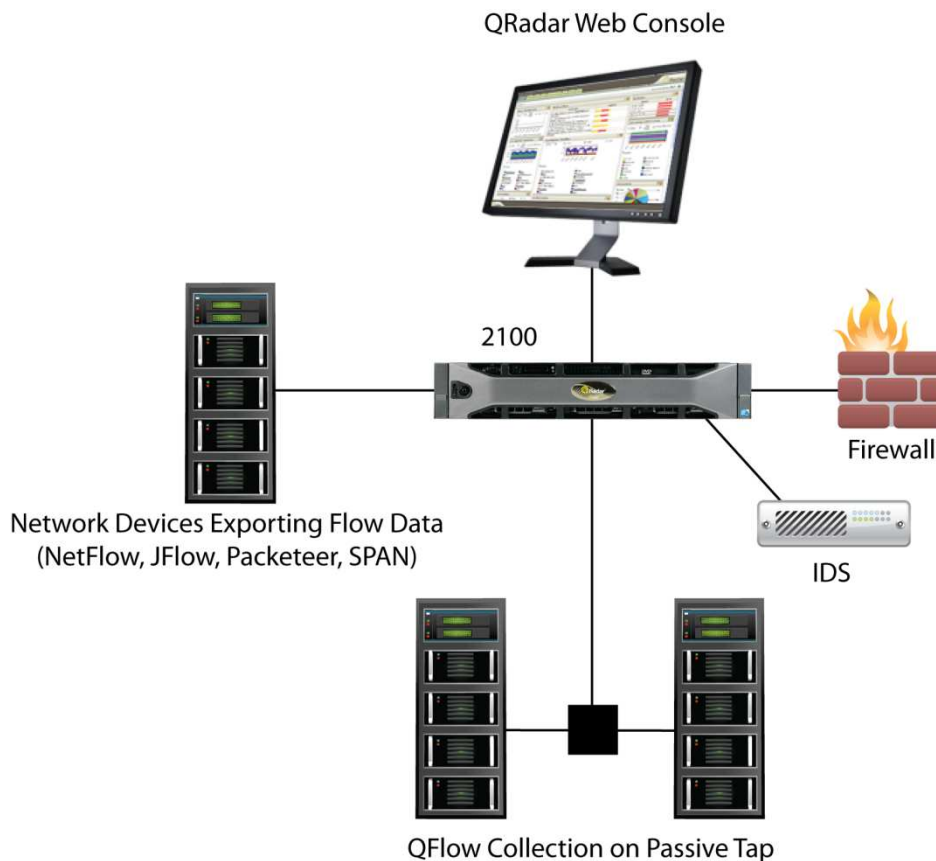 QRadar Web Console
2100
Firewall
Network Devices Exporting Flow Data
(NetFlow, JFlow, Packeteer, SPAN)
IDS
QFlow Collection on Passive Tap